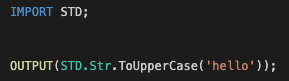 IMPORT STD;
OUTPUT(STD.Str.ToUpperCase('hello'));